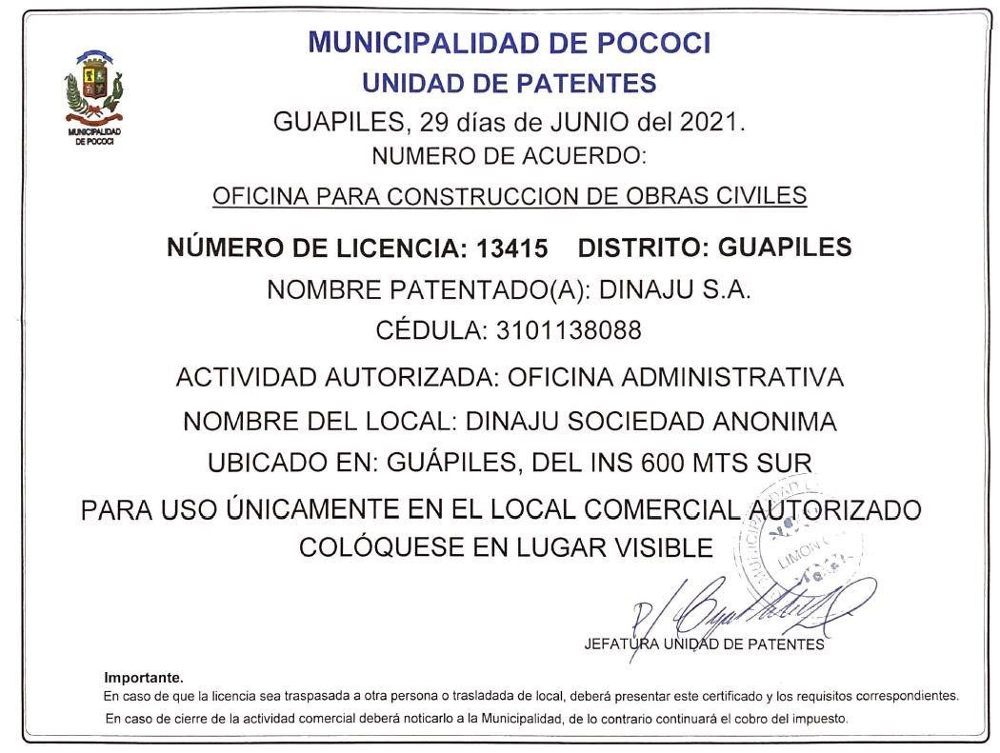 MUNICIPALIDAD DE POCOCI
UNIDAD DE PATENTES
MUNICIPALIDAD
DE POCOCI
GUAPILES, 29 días de JUNIO del 2021.
NUMERO DE ACUERDO:
OFICINA PARA CONSTRUCCION DE OBRAS CIVILES
NÚMERO DE LICENCIA: 13415 DISTRITO: GUAPILES
NOMBRE PATENTADO(A): DINAJU S.A.
CÉDULA: 3101138088
ACTIVIDAD AUTORIZADA: OFICINA ADMINISTRATIVA
NOMBRE DEL LOCAL: DINAJU SOCIEDAD ANONIMA
UBICADO EN: GUÁPILES, DEL INS 600 MTS SUR
PARA USO ÚNICAMENTE EN EL LOCAL COMERCIAL AUTORIZADO
COLÓQUESE EN LUGAR VISIBLE
MUNICIPALIDAD
LIMON
JEFATURA UNIDAD DE PATENTES
Importante.
En caso de que la licencia sea traspasada a otra persona o trasladada de local, deberá presentar este certificado y los requisitos correspondientes.
En caso de cierre de la actividad comercial deberá noticarlo a la Municipalidad, de lo contrario continuará el cobro del impuesto.